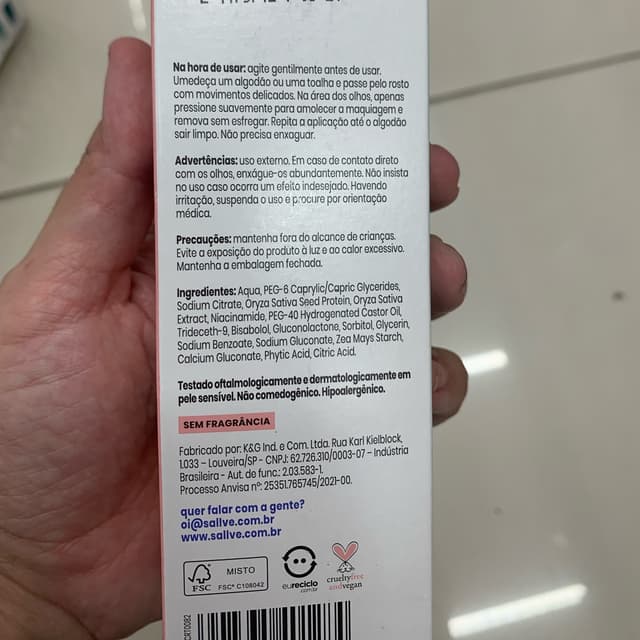 Na hora de usar: agite gentilmente antes de usar.
Umedeça um algodão ou uma toalha e passe pelo rosto
com movimentos delicados. Na área dos olhos, apenas
pressione suavemente para amolecer a maquiagem e
remova sem esfregar. Repita a aplicação até o algodão
sair limpo. Não precisa enxaguar.
Advertências: uso externo. Em caso de contato direto
com os olhos, enxágue-os abundantemente. Não insista
no uso caso ocorra um efeito indesejado. Havendo
irritação, suspenda o uso e procure por orientação
médica.
Precauções: mantenha fora do alcance de crianças.
Evite a exposição do produto à luz e ao calor excessivo.
Mantenha a embalagem fechada.
Ingredientes: Aqua, PEG-6 Caprylic/Capric Glycerides,
Sodium Citrate, Oryza Sativa Seed Protein, Oryza Sativa
Extract, Niacinamide, PEG-40 Hydrogenated Castor Oil,
Trideceth-9, Bisabolol, Gluconolactone, Sorbitol, Glycerin,
Sodium Benzoate, Sodium Gluconate, Zea Mays Starch,
Calcium Gluconate, Phytic Acid, Citric Acid.
Testado oftalmologicamente e dermatologicamente em
pele sensível. Não comedogênico. Hipoalergênico.
SEM FRAGRÂNCIA
Fabricado por: K&G Ind. e Com. Ltda. Rua Karl Kielblock,
1.033 – Louveira/SP - CNPJ: 62.726.310/0003-07 – Indústria
Brasileira - Aut. de func.: 2.03.583-1.
Processo Anvisa nº: 25351.765745/2021-00.
quer falar com a gente?
oi@sallve.com.br
www.sallve.com.br
FSC
MISTO
FSC® C108042
eureciclo
.com.br
crueltyfree
andvegan